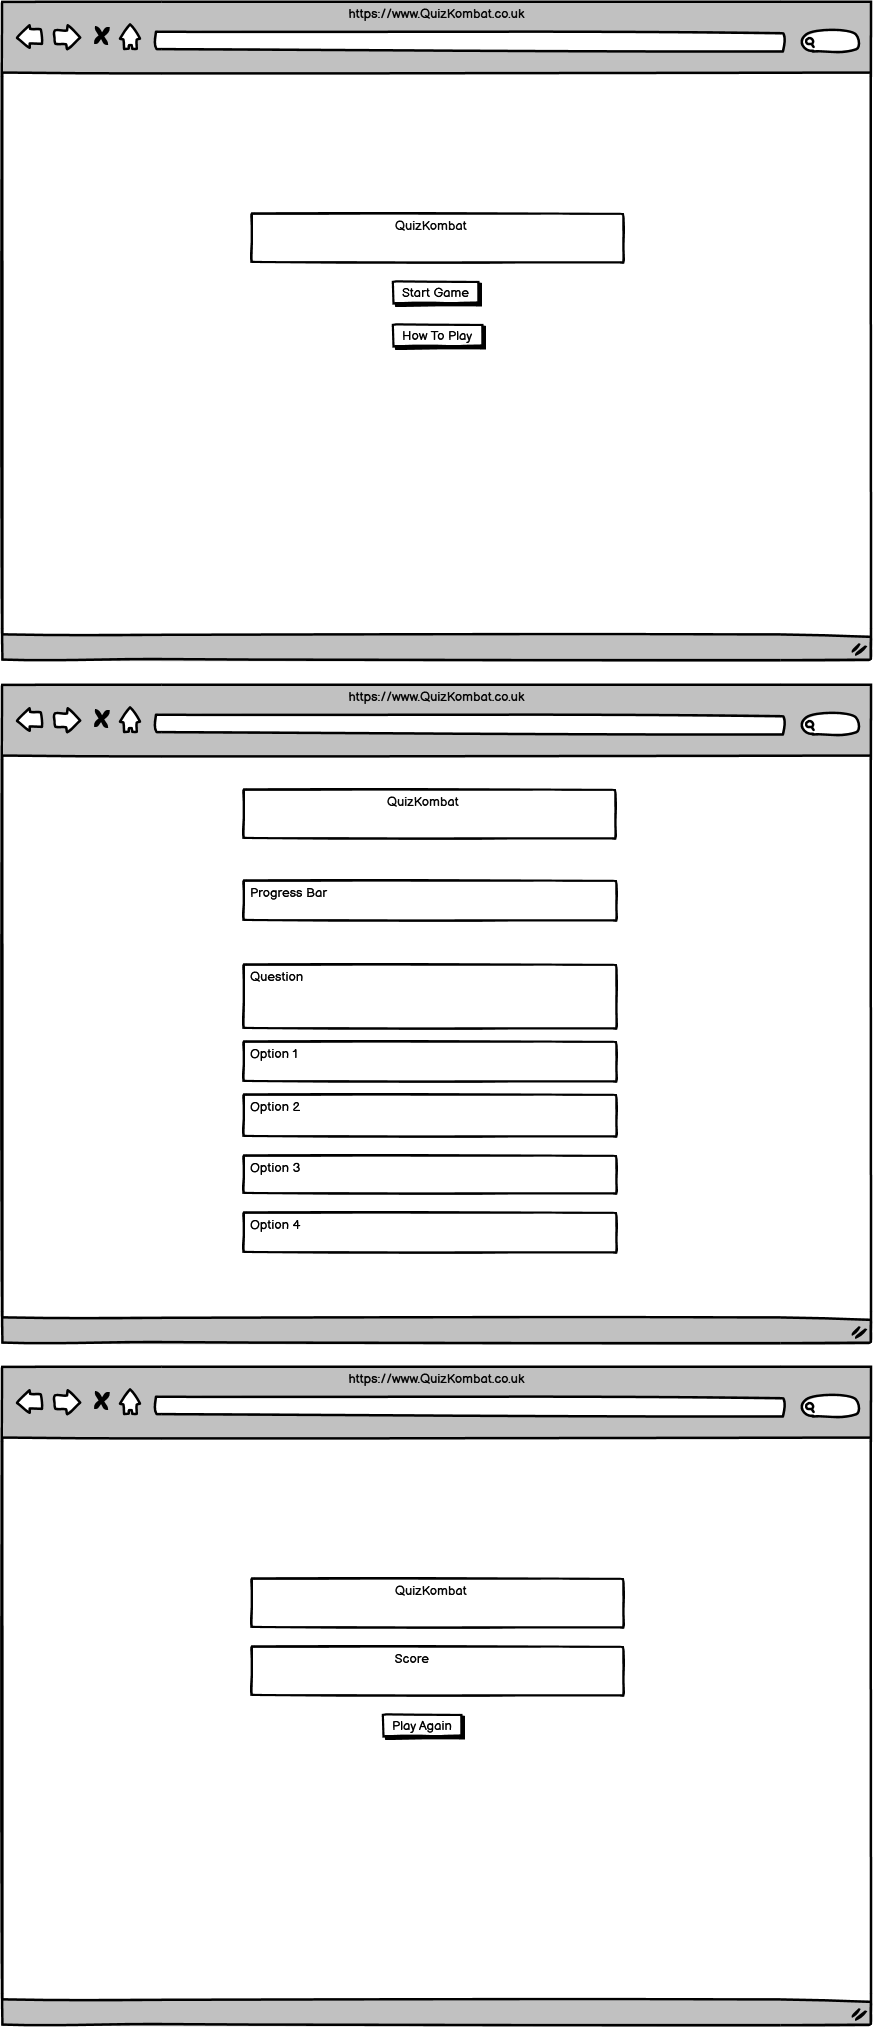 https://www.QuizKombat.co.uk
QuizKombat
Start Game
How To Play
https://www.QuizKombat.co.uk
QuizKombat
Progress Bar
Question
Option 1
Option 2
Option 3
Option 4
https://www.QuizKombat.co.uk
QuizKombat
Score
Play Again